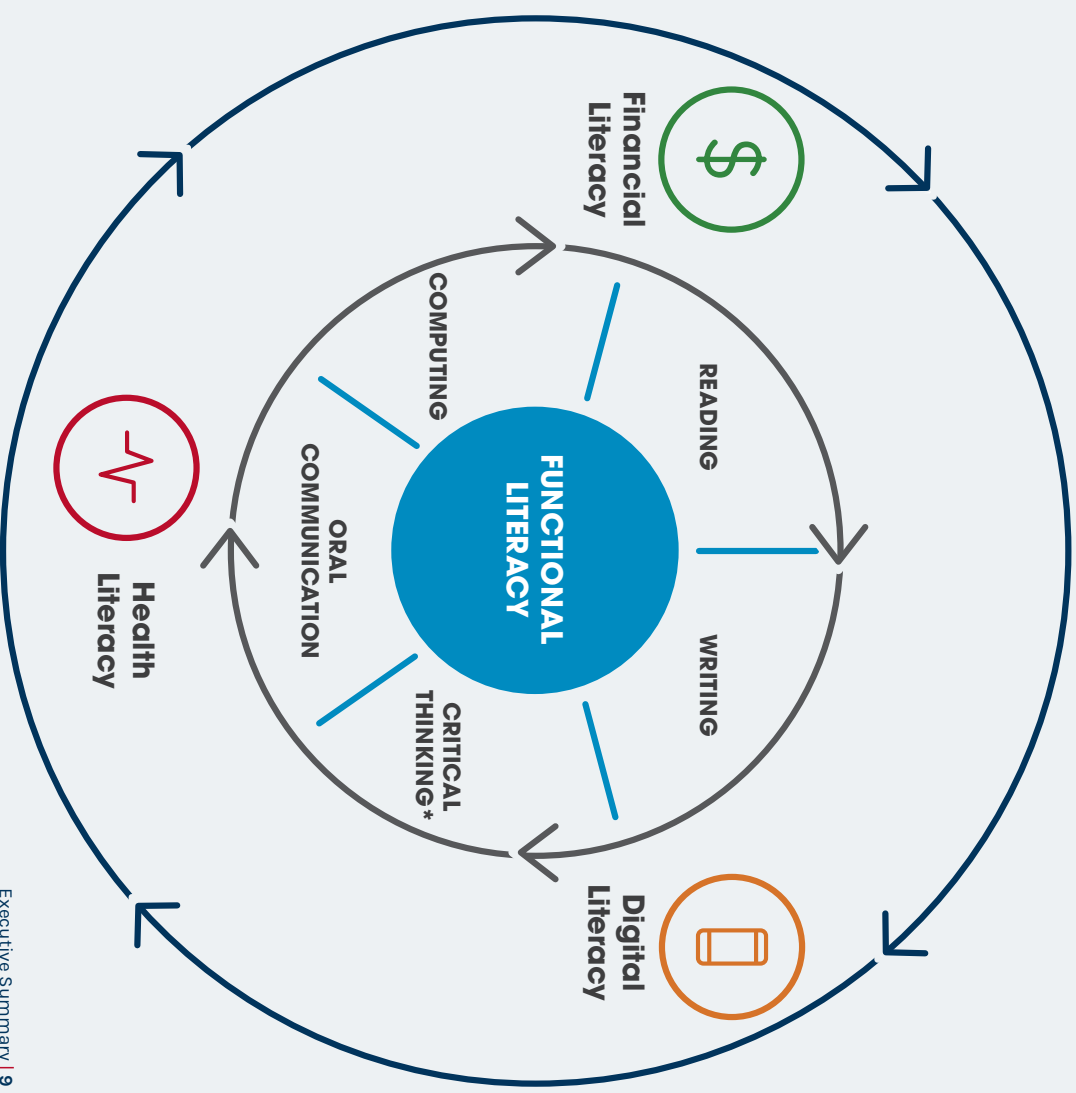 Financial
Literacy
Digital
Literacy
READING
WRITING
FUNCTIONAL
LITERACY
COMPUTING
CRITICAL
THINKING*
ORAL
COMMUNICATION
Health
Literacy
Executive Summary | 9